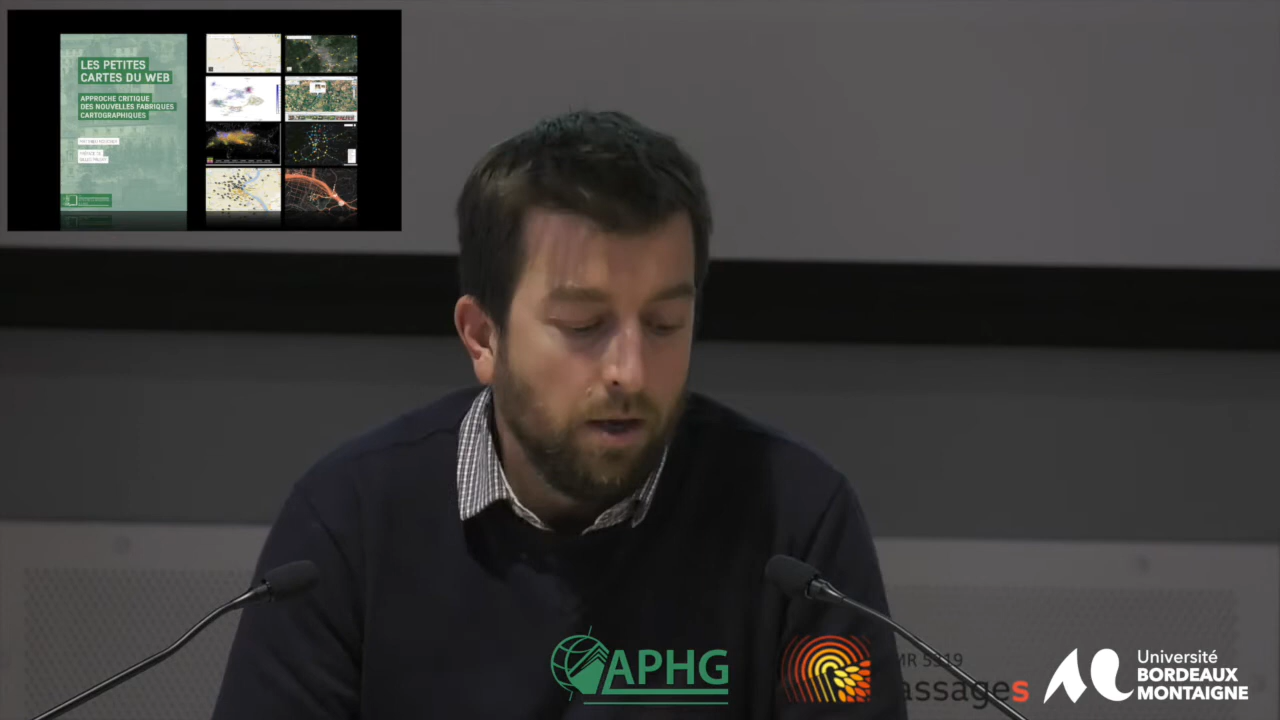 LES PETITES
CARTES DU WEB
APPROCHE CRITIQUE
DES NOUVELLES FABRIQUES
CARTOGRAPHIQUES
APHG
MR 5319
assages
Université
BORDEAUX
MONTAIGNE